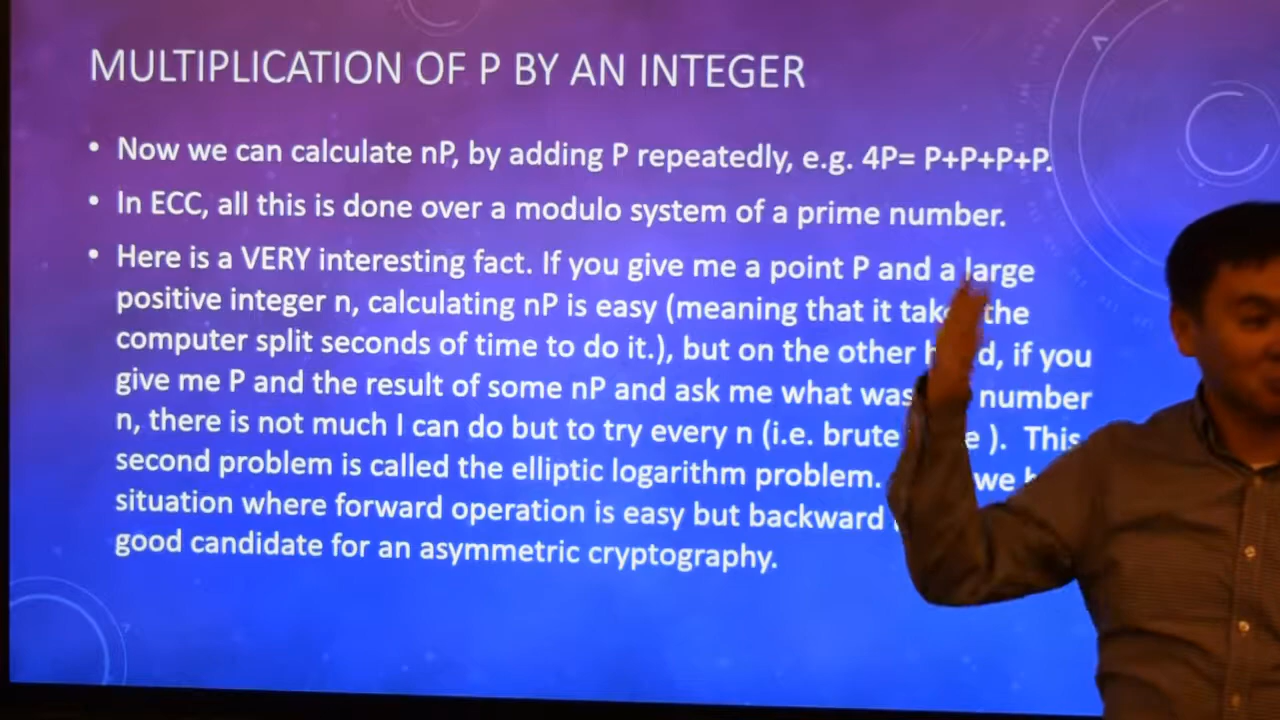 MULTIPLICATION OF P BY AN INTEGER
• Now we can calculate nP, by adding P repeatedly, e.g. 4P= P+P+P+P.
• In ECC, all this is done over a modulo system of a prime number.
• Here is a VERY interesting fact. If you give me a point P and a large
positive integer n, calculating nP is easy (meaning that it the
computer split seconds of time to do it.), but on the other if you
give me P and the result of some nP and ask me what was number
n, there is not much I can do but to try every n (i.e. brute ). This
second problem is called the elliptic logarithm problem. we
situation where forward operation is easy but backward
good candidate for an asymmetric cryptography.